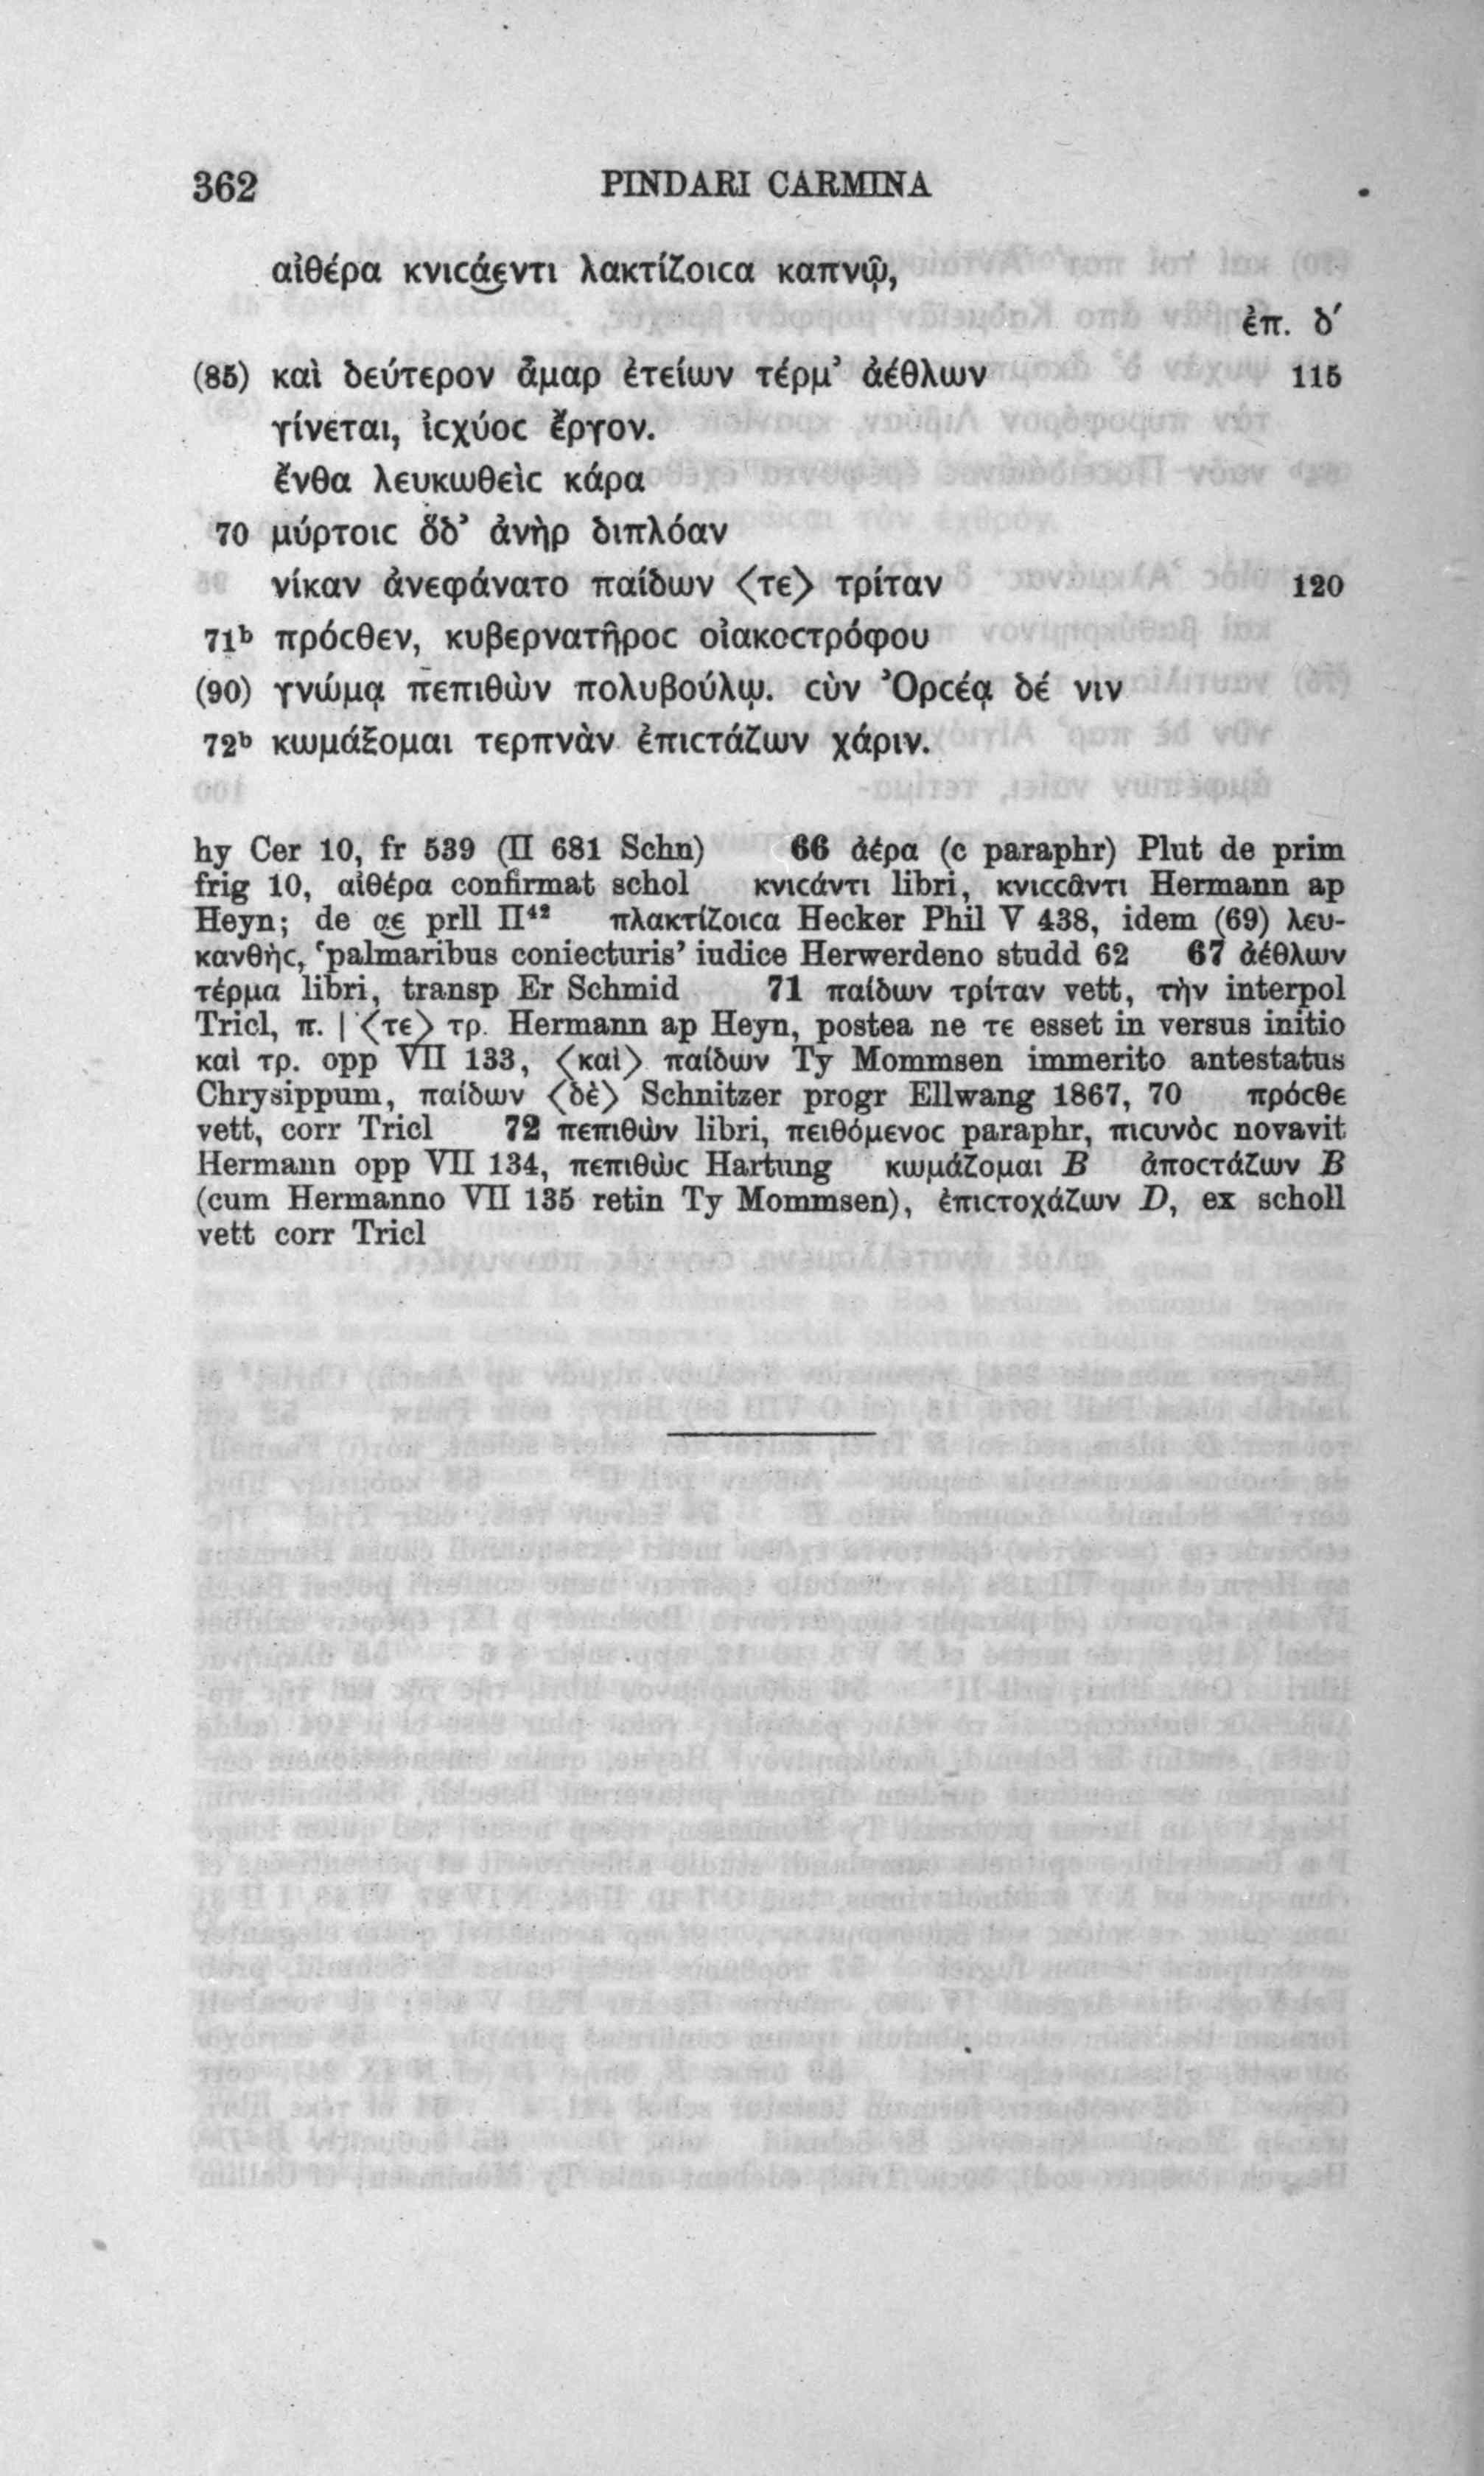 362 PINDARI CARMINA
αἰθέρα κνιϲά͜εντι λακτίζοιϲα καπνῷ,
ἐπ. δ´
(85) καὶ δεύτερον ἆμαρ ἐτείων τέρμ’ ἀέθλων 115
γίνεται, ἰϲχύοϲ ἔργον.
ἔνθα λευκωθεὶϲ κάρα
70 μύρτοιϲ ὅδ’ ἀνὴρ διπλόαν
νίκαν ἀνεφάνατο παίδων ⟨τε⟩ τρίταν 120
71ᵇ πρόϲθεν, κυβερνατῆροϲ οἰακοϲτρόφου
(90) γνώμᾳ πεπιθὼν πολυβούλῳ. ϲὺν Ὀρϲέᾳ δέ νιν
72ᵇ κωμάξομαι τερπνὰν ἐπιϲτάζων χάριν.
hy Cer 10, fr 539 (II 681 Schn) 66 ἀέρα (c paraphr) Plut de prim
frig 10, αἰθέρα confirmat schol κνιϲάντι libri, κνιϲϲᾶντι Hermann ap
Heyn; de α͜ε prll II⁴² πλακτίζοιϲα Hecker Phil V 438, idem (69) λευ-
κανθὴϲ, ‘palmaribus coniecturis’ iudice Herwerdeno studd 62 67 ἀέθλων
τέρμα libri, transp Er Schmid 71 παίδων τρίταν vett, τὴν interpol
Tricl, π. | ⟨τε⟩ τρ. Hermann ap Heyn, postea ne τε esset in versus initio
καὶ τρ. opp VII 133, ⟨καὶ⟩ παίδων Ty Mommsen immerito antestatus
Chrysippum, παίδων ⟨δὲ⟩ Schnitzer progr Ellwang 1867, 70 πρόϲθε
vett, corr Tricl 72 πεπιθὼν libri, πειθόμενοϲ paraphr, πιϲυνὸϲ novavit
Hermann opp VII 134, πεπιθὼϲ Hartung κωμάζομαι B ἀποϲτάζων B
(cum Hermanno VII 135 retin Ty Mommsen), ἐπιϲτοχάζων D, ex scholl
vett corr Tricl